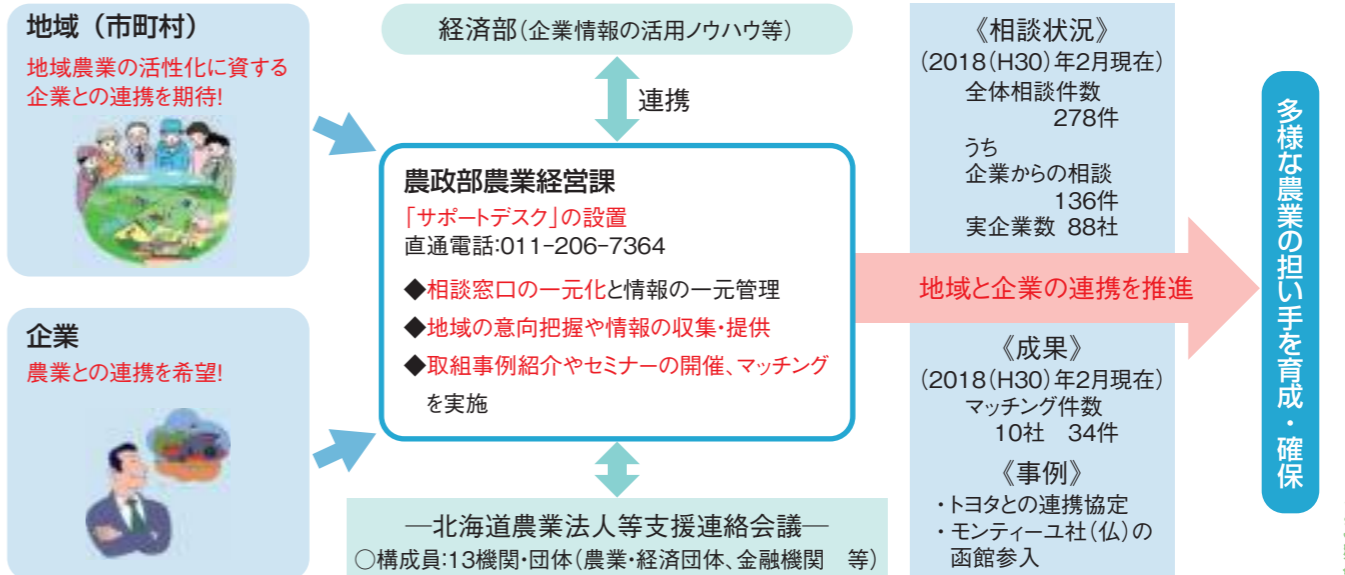 地域（市町村）
地域農業の活性化に資する
企業との連携を期待!
企業
農業との連携を希望!
経済部（企業情報の活用ノウハウ等）
連携
農政部農業経営課
「サポートデスク」の設置
直通電話:011-206-7364
◆相談窓口の一元化と情報の一元管理
◆地域の意向把握や情報の収集・提供
◆取組事例紹介やセミナーの開催、マッチング
を実施
―北海道農業法人等支援連絡会議―
○構成員:13機関・団体（農業・経済団体、金融機関　等）
《相談状況》
（2018（H30）年2月現在）
全体相談件数
278件
うち
企業からの相談
136件
実企業数 88社
地域と企業の連携を推進
《成果》
（2018（H30）年2月現在）
マッチング件数
10社　34件
《事例》
・トヨタとの連携協定
・モンティーユ社（仏）の
函館参入
多様な農業の担い手を育成・確保